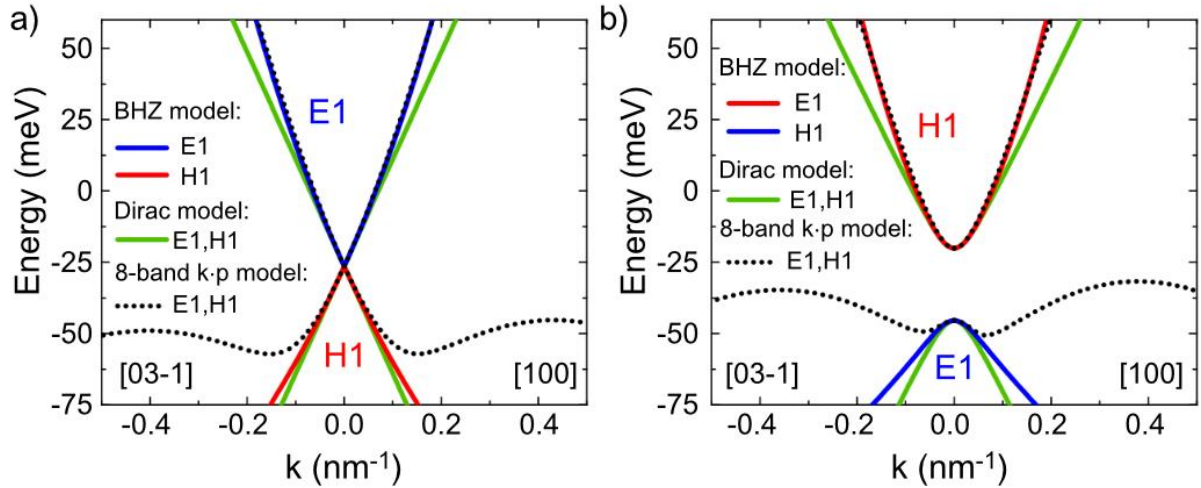 a)
Energy (meV)
50
25
0
-25
-50
-75
BHZ model:
E1
H1
Dirac model:
E1,H1
8-band k·p model:
E1,H1
E1
H1
[03-1]
[100]
-0.4
-0.2
0.0
0.2
0.4
k (nm⁻¹)
b)
Energy (meV)
50
25
0
-25
-50
-75
BHZ model:
E1
H1
Dirac model:
E1,H1
8-band k·p model:
E1,H1
H1
E1
[03-1]
[100]
-0.4
-0.2
0.0
0.2
0.4
k (nm⁻¹)